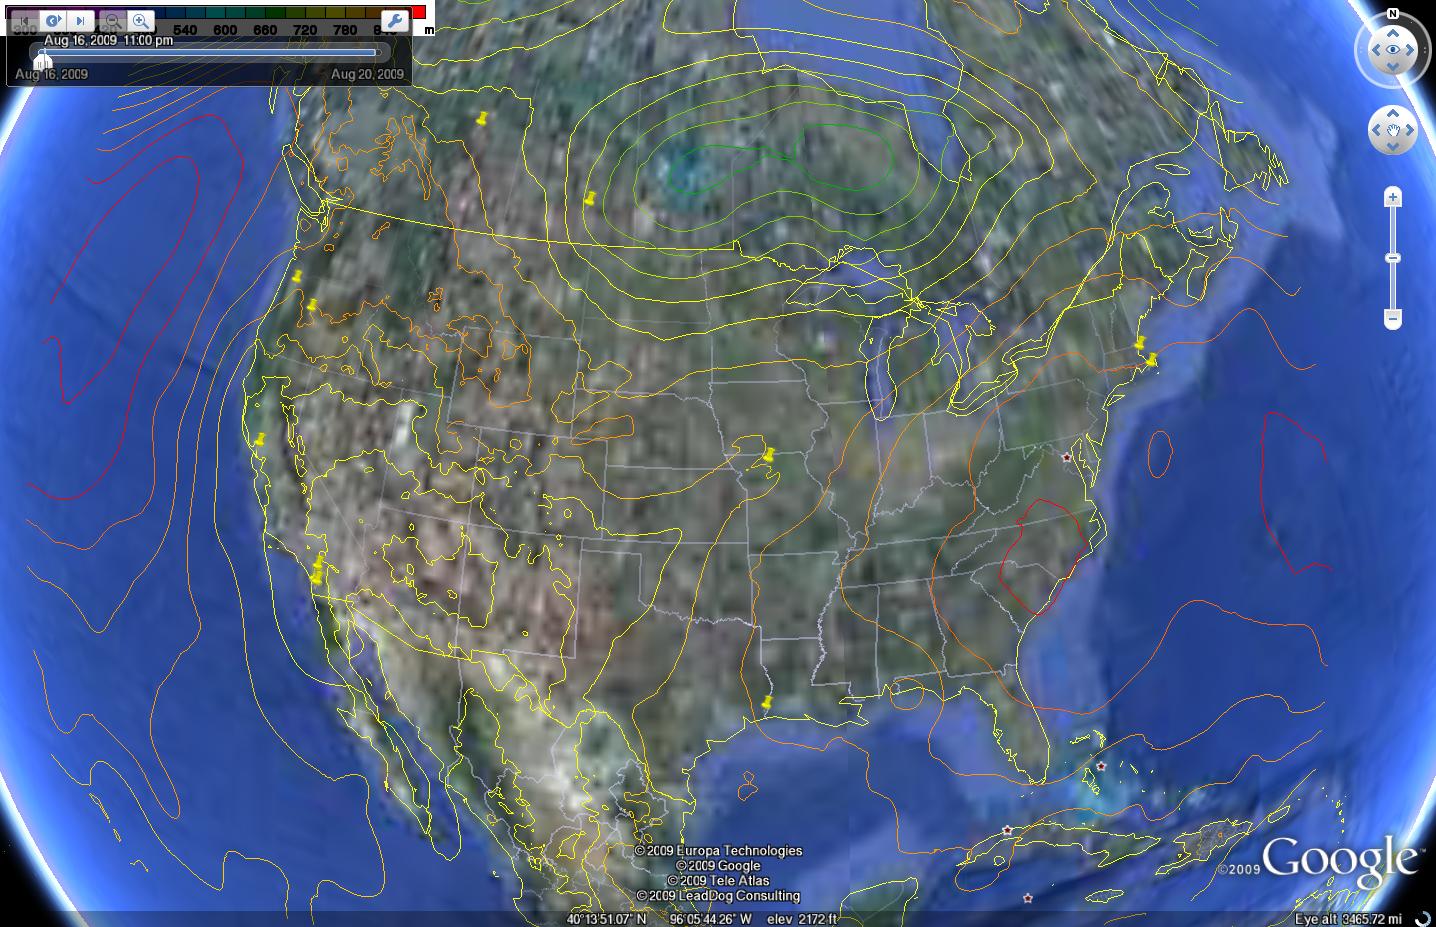 540 600 660 720 780 m
Aug 16, 2009 11:00 pm
Aug 16, 2009 Aug 20, 2009
N
© 2009 Europa Technologies
© 2009 Google
© 2009 Tele Atlas
© 2009 LeadDog Consulting
©2009 Google™
40°13'51.07" N 96°05'44.26" W elev 2172 ft Eye alt 3465.72 mi